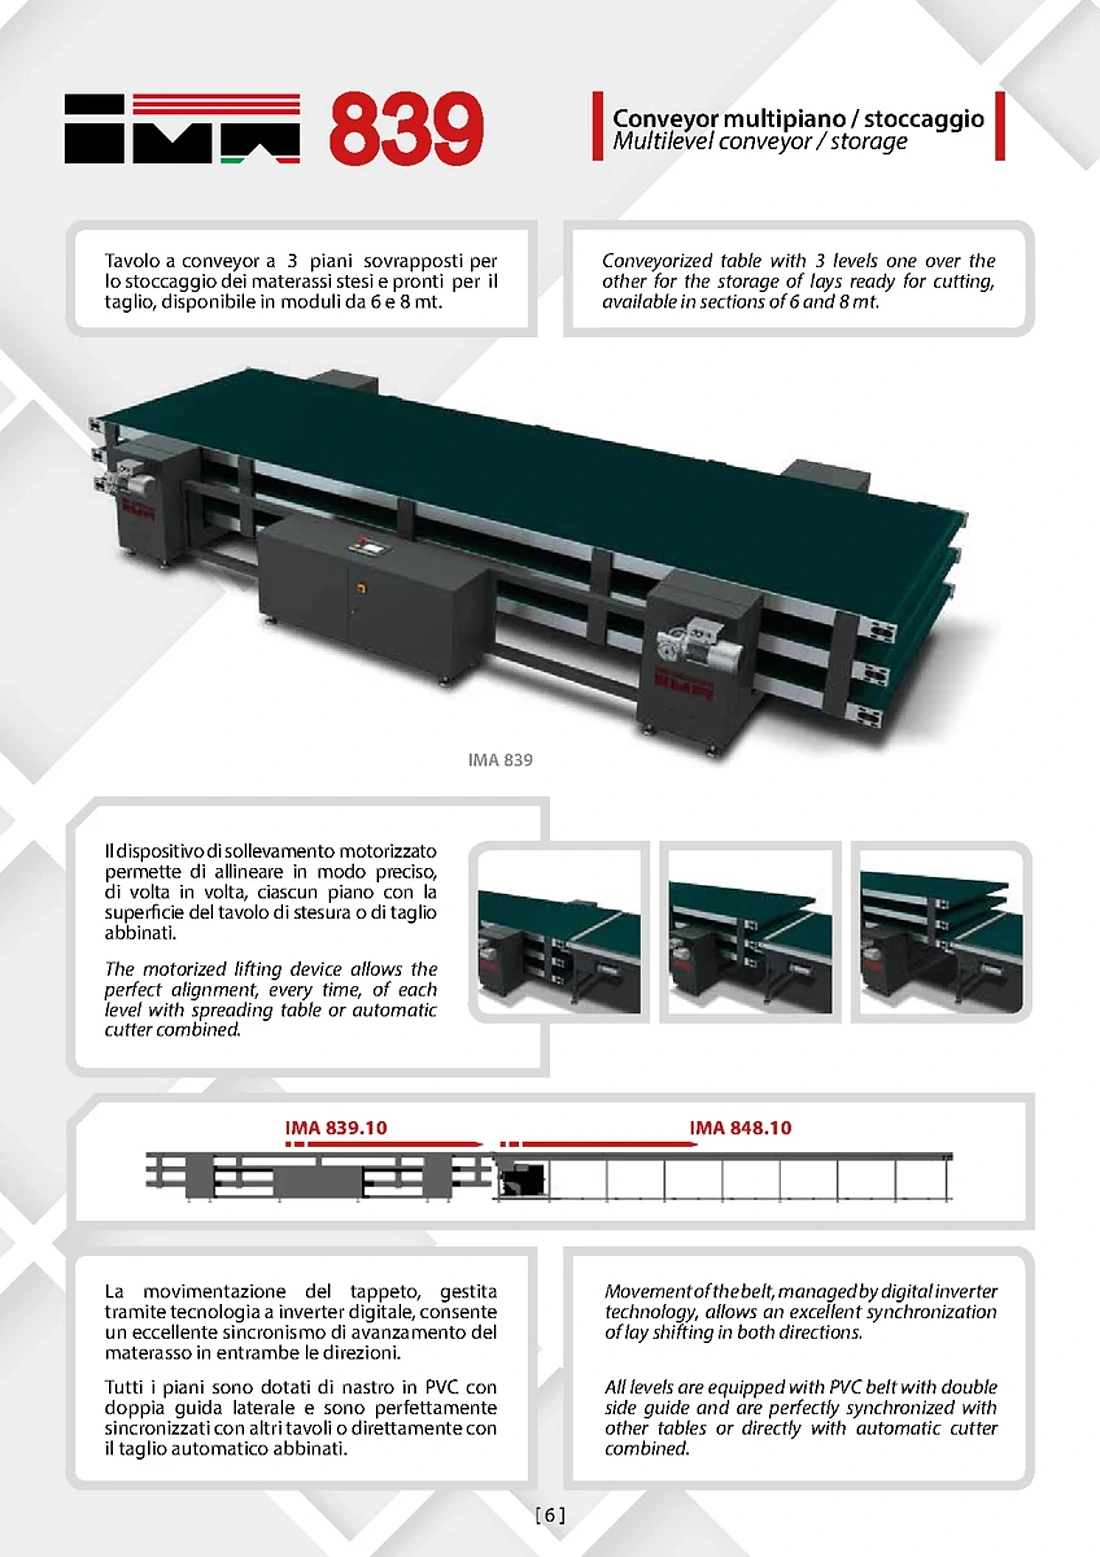 IMA 839
Conveyor multipiano / stoccaggio
Multilevel conveyor / storage
Tavolo a conveyor a 3 piani sovrapposti per
lo stoccaggio dei materassi stesi e pronti per il
taglio, disponibile in moduli da 6 e 8 mt.
Conveyorized table with 3 levels one over the
other for the storage of lays ready for cutting,
available in sections of 6 and 8 mt.
IMA
IMA
IMA 839
Il dispositivo di sollevamento motorizzato
permette di allineare in modo preciso,
di volta in volta, ciascun piano con la
superficie del tavolo di stesura o di taglio
abbinati.
The motorized lifting device allows the
perfect alignment, every time, of each
level with spreading table or automatic
cutter combined.
IMA 839.10
IMA 848.10
La movimentazione del tappeto, gestita
tramite tecnologia a inverter digitale, consente
un eccellente sincronismo di avanzamento del
materasso in entrambe le direzioni.
Tutti i piani sono dotati di nastro in PVC con
doppia guida laterale e sono perfettamente
sincronizzati con altri tavoli o direttamente con
il taglio automatico abbinati.
Movement of the belt, managed by digital inverter
technology, allows an excellent synchronization
of lay shifting in both directions.
All levels are equipped with PVC belt with double
side guide and are perfectly synchronized with
other tables or directly with automatic cutter
combined.
[ 6 ]